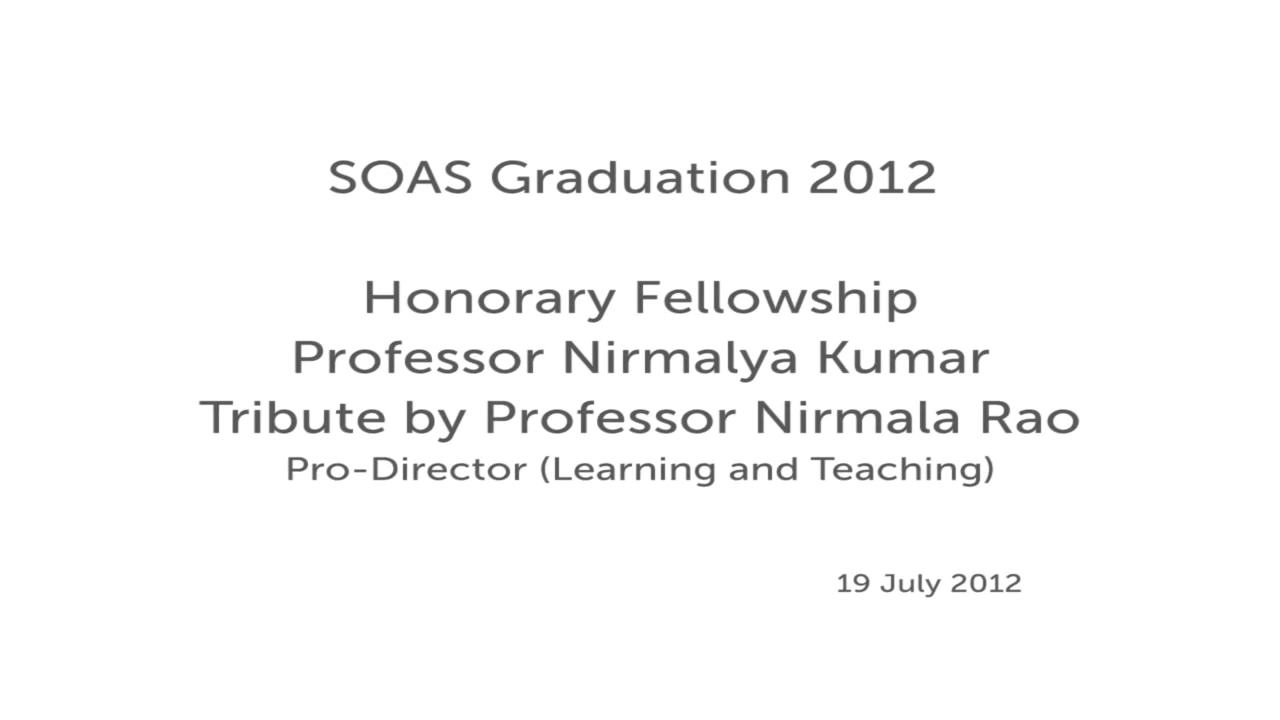 SOAS Graduation 2012
Honorary Fellowship
Professor Nirmalya Kumar
Tribute by Professor Nirmala Rao
Pro-Director (Learning and Teaching)
19 July 2012